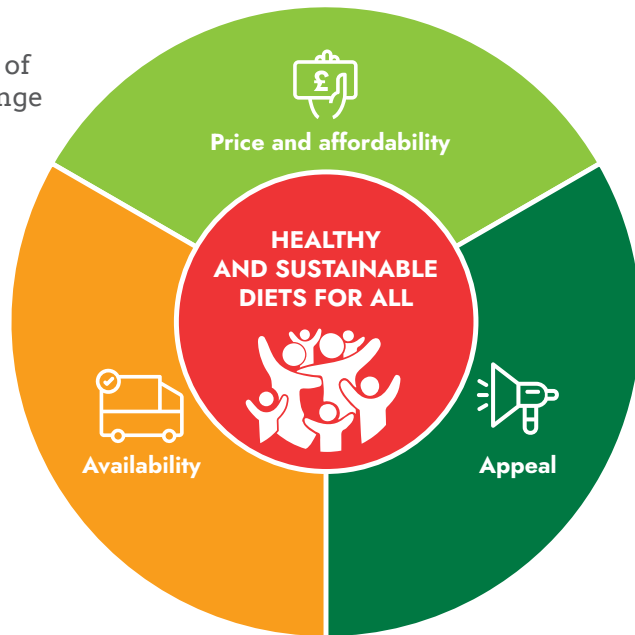 of
nge
£
Price and affordability
HEALTHY
AND SUSTAINABLE
DIETS FOR ALL
Availability
Appeal